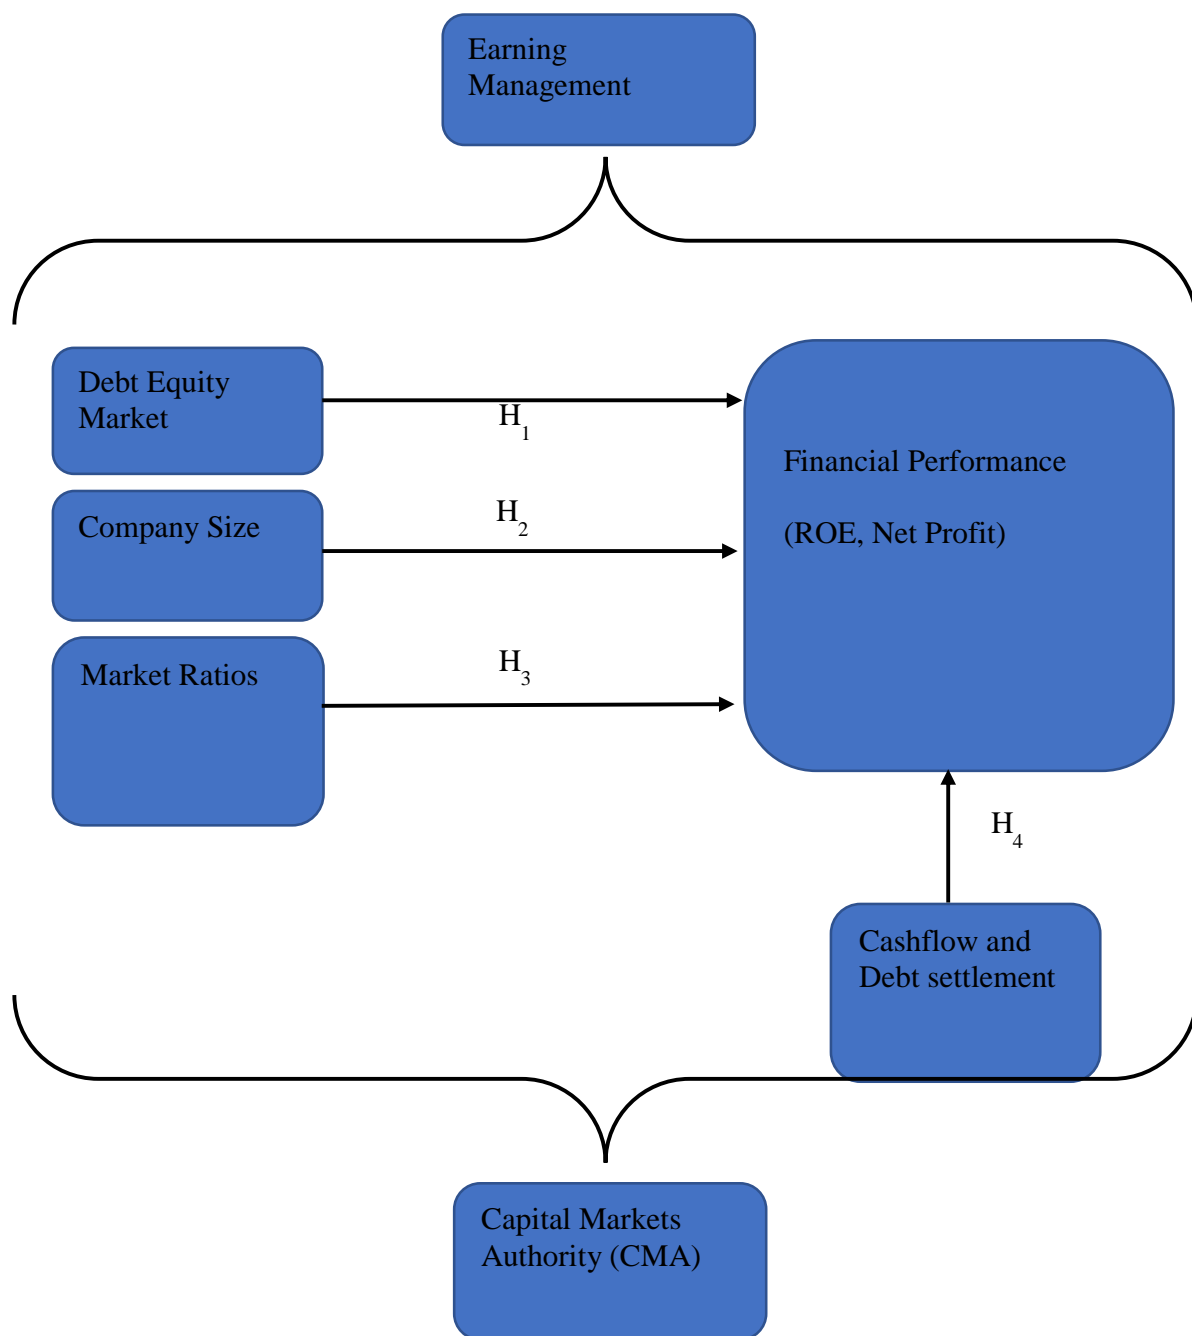 Earning
Management
Debt Equity
Market
H1
Company Size
H2
Market Ratios
H3
Financial Performance
(ROE, Net Profit)
H4
Cashflow and
Debt settlement
Capital Markets
Authority (CMA)